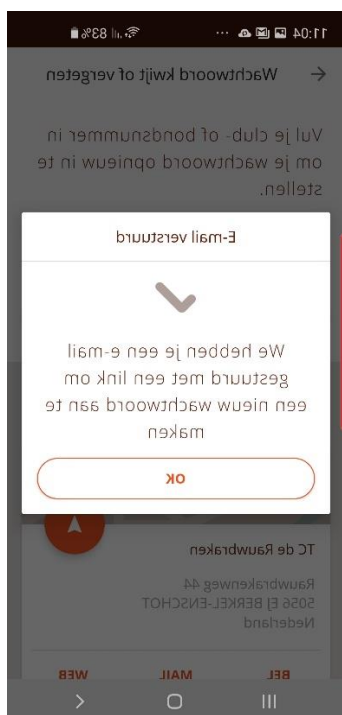 11:04 ... 83%
Wachtwoord kwijt of vergeten
Vul je club- of bondsnummer in
om je wachtwoord opnieuw in te
stellen.
E-mail verstuurd
We hebben je een e-mail
gestuurd met een link om
een nieuw wachtwoord aan te
maken
OK
TC de Rauwbraken
Rauwbrakenweg 44
5056 EJ BERKEL-ENSCHOT
Nederland
BEL MAIL WEB